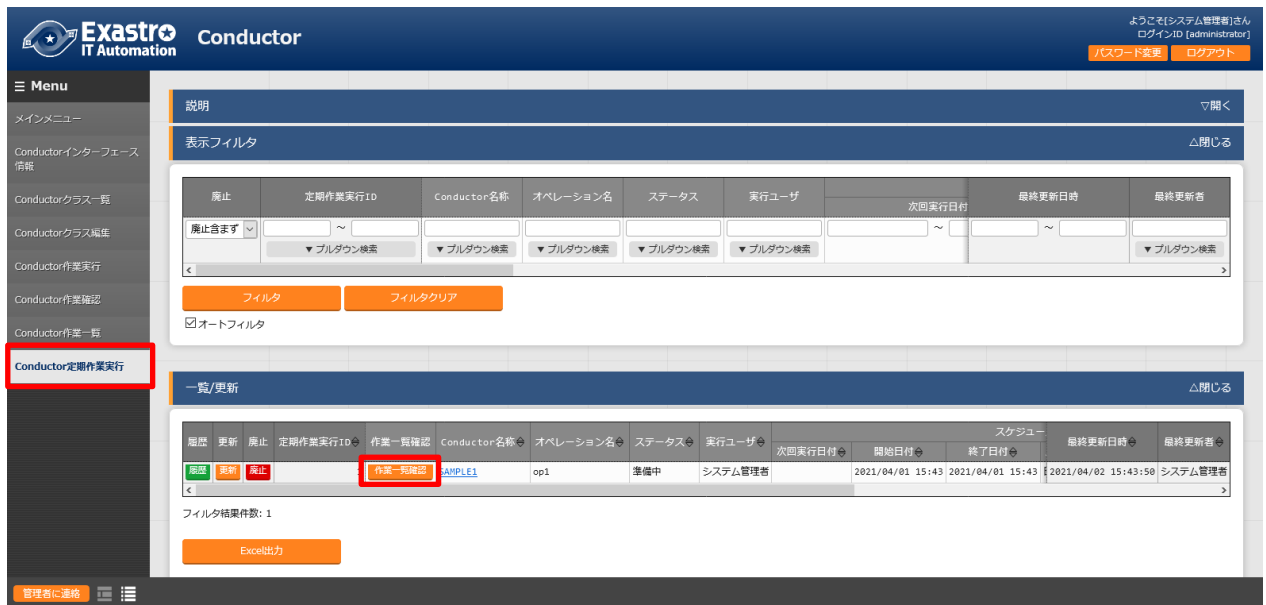 Exastro
IT Automation
Conductor
ようこそ[システム管理者]さん
ログインID [administrator]
パスワード変更 ログアウト
Menu
メインメニュー
Conductorインターフェース
情報
Conductorクラス一覧
Conductorクラス編集
Conductor作業実行
Conductor作業確認
Conductor作業一覧
Conductor定期作業実行
説明 ▽開く
表示フィルタ △閉じる
廃止 定期作業実行ID Conductor名称 オペレーション名 ステータス 実行ユーザ 次回実行日付 最終更新日時 最終更新者
廃止含まず ～ ～ ～
▼プルダウン検索 ▼プルダウン検索 ▼プルダウン検索 ▼プルダウン検索 ▼プルダウン検索 ▼プルダウン検索
フィルタ フィルタクリア
オートフィルタ
一覧/更新 △閉じる
スケジュー
履歴 更新 廃止 定期作業実行ID 作業一覧確認 Conductor名称 オペレーション名 ステータス 実行ユーザ 次回実行日付 開始日付 終了日付 最終更新日時 最終更新者
履歴 更新 廃止 作業一覧確認 SAMPLE1 op1 準備中 システム管理者 2021/04/01 15:43 2021/04/01 15:43 2021/04/02 15:43:50 システム管理者
フィルタ結果件数: 1
Excel出力
管理者に連絡